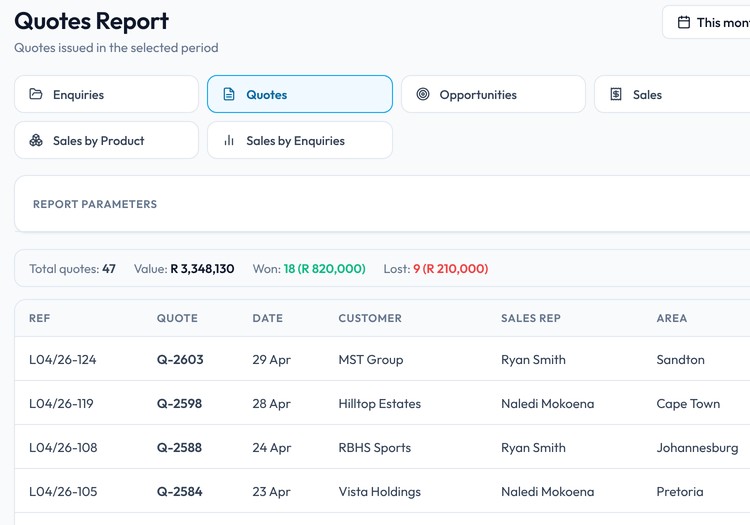 Quotes Report
This mon
Quotes issued in the selected period
Enquiries Quotes Opportunities Sales
Sales by Product Sales by Enquiries
REPORT PARAMETERS
Total quotes: 47 Value: R 3,348,130 Won: 18 (R 820,000) Lost: 9 (R 210,000)
REF QUOTE DATE CUSTOMER SALES REP AREA
L04/26-124 Q-2603 29 Apr MST Group Ryan Smith Sandton
L04/26-119 Q-2598 28 Apr Hilltop Estates Naledi Mokoena Cape Town
L04/26-108 Q-2588 24 Apr RBHS Sports Ryan Smith Johannesburg
L04/26-105 Q-2584 23 Apr Vista Holdings Naledi Mokoena Pretoria